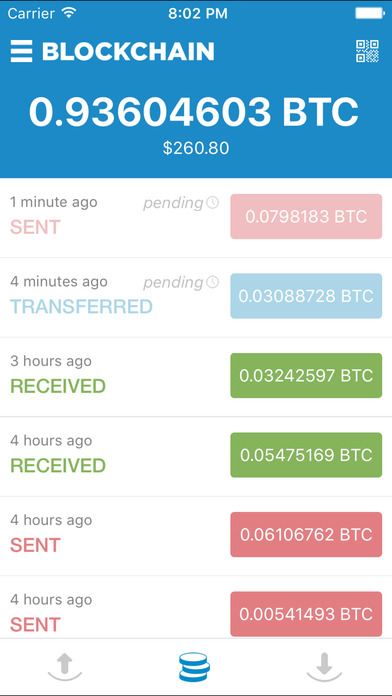 Carrier 8:02 PM
BLOCKCHAIN
0.93604603 BTC
$260.80
1 minute ago pending
SENT 0.0798183 BTC
4 minutes ago pending
TRANSFERRED 0.03088728 BTC
3 hours ago
RECEIVED 0.03242597 BTC
4 hours ago
RECEIVED 0.05475169 BTC
4 hours ago
SENT 0.06106762 BTC
4 hours ago
SENT 0.00541493 BTC